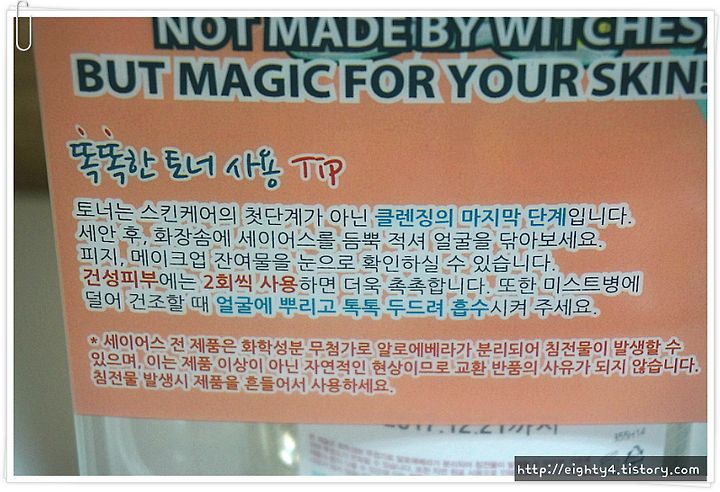 NOT MADE BY WITCHES,
BUT MAGIC FOR YOUR SKIN!
똑똑한 토너 사용 TIP
토너는 스킨케어의 첫단계가 아닌 클렌징의 마지막 단계입니다.
세안 후, 화장솜에 세이어스를 듬뿍 적셔 얼굴을 닦아보세요.
피지, 메이크업 잔여물을 눈으로 확인하실 수 있습니다.
건성피부에는 2회씩 사용하면 더욱 촉촉합니다. 또한 미스트병에
덜어 건조할 때 얼굴에 뿌리고 톡톡 두드려 흡수시켜 주세요.
* 세이어스 전 제품은 화학성분 무첨가로 알로에베라가 분리되어 침전물이 발생할 수
있으며, 이는 제품 이상이 아닌 자연적인 현상이므로 교환 반품의 사유가 되지 않습니다.
침전물 발생시 제품을 흔들어서 사용하세요.
2017.12.21까지
http://eighty4.tistory.com